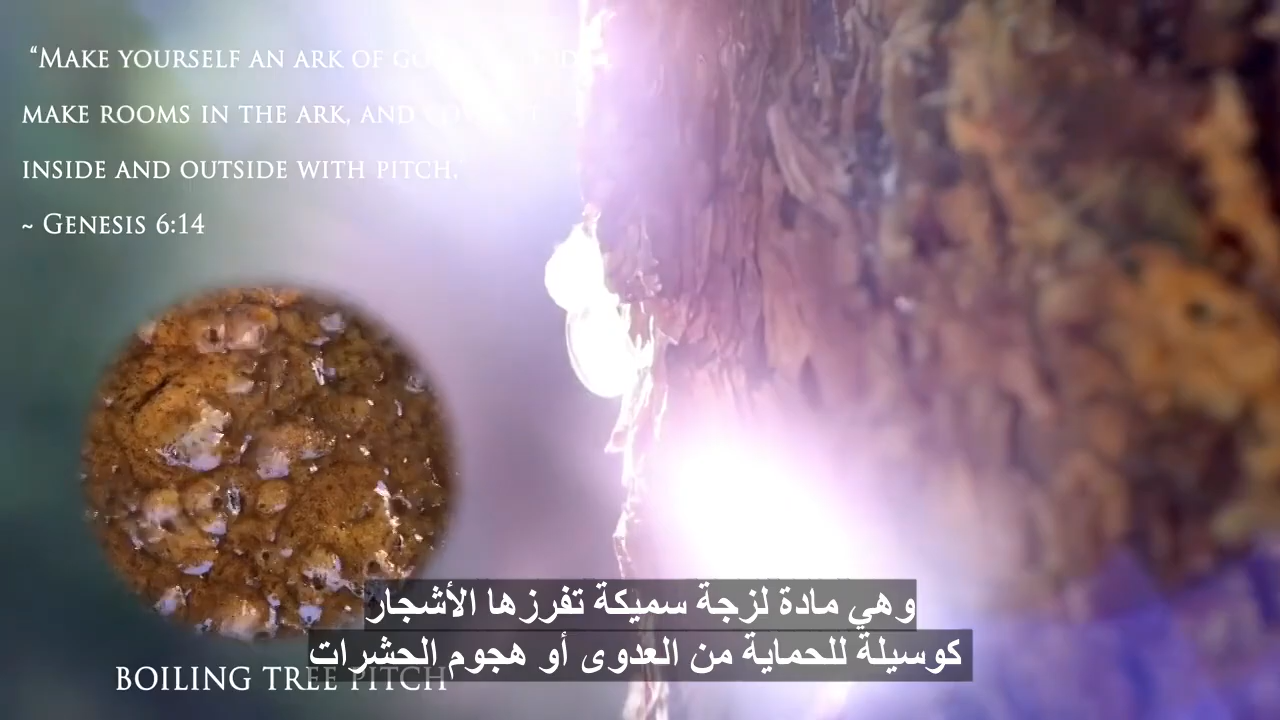 “Make yourself an ark of
make rooms in the ark, and
inside and outside with pitch.
~ Genesis 6:14
وهي مادة لزجة سميكة تفرزها الأشجار
كوسيلة للحماية من العدوى أو هجوم الحشرات
BOILING TREE PITCH